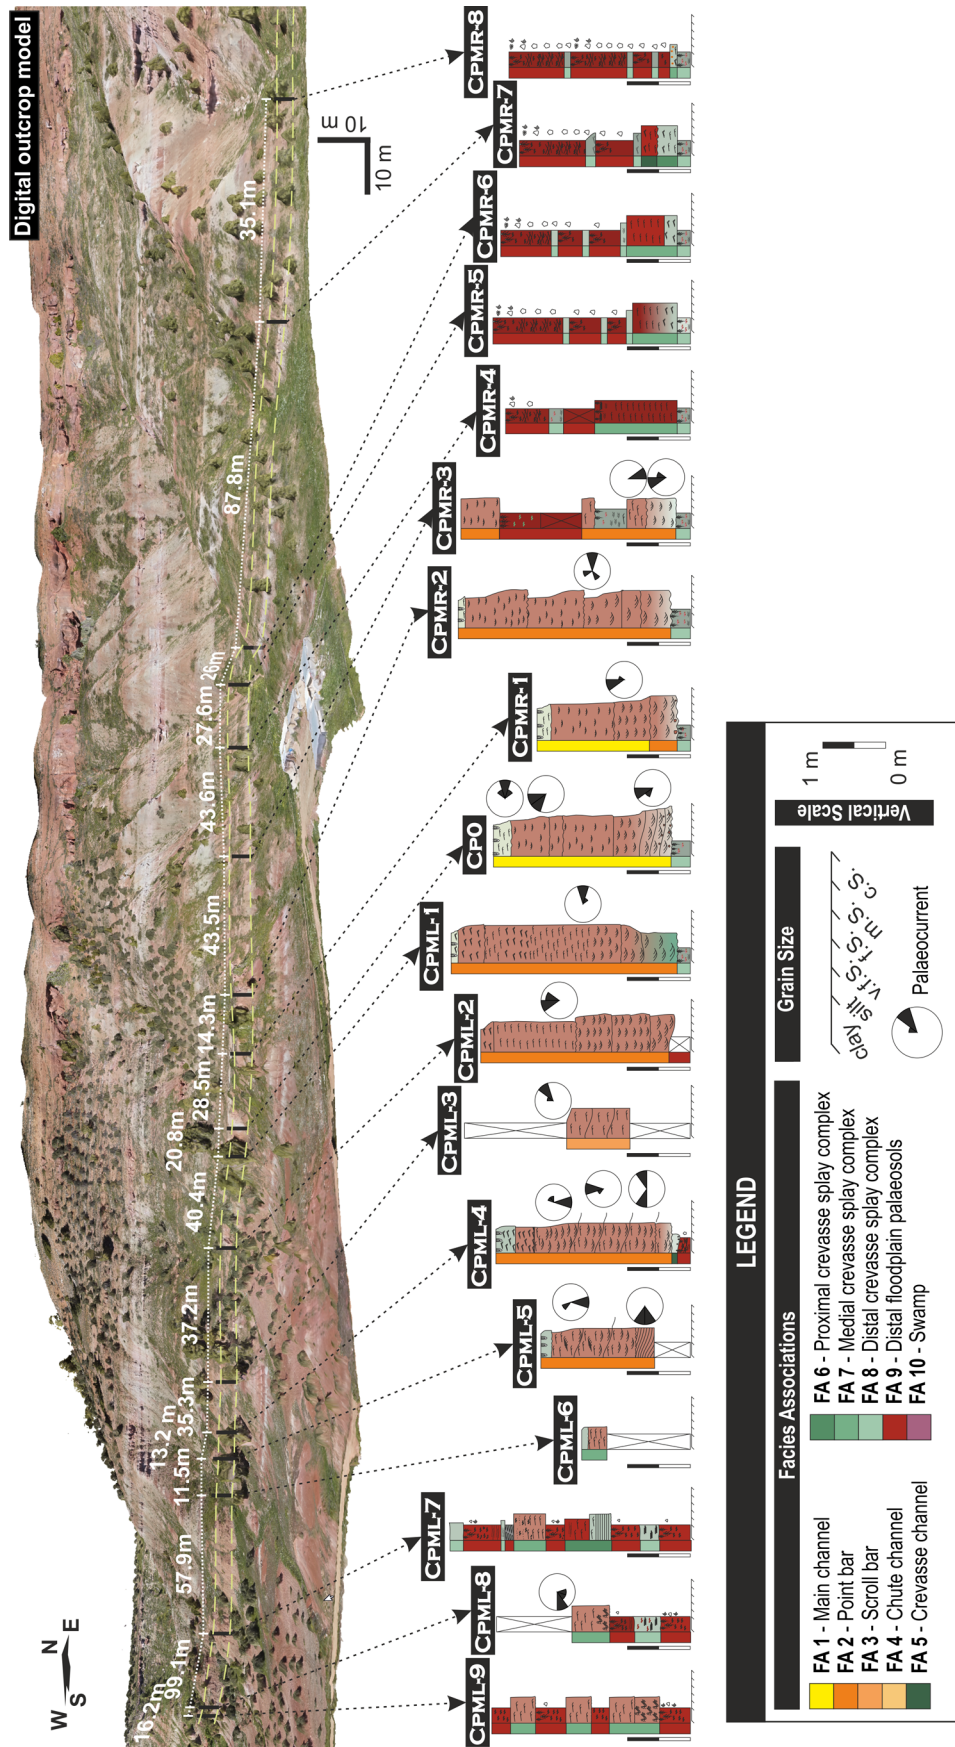 Digital outcrop model
W N
S E
16.2m
99.1m
57.9m
11.5m
13.2 m
35.3m
37.2m
40.4m
20.8m
28.5m
14.3m
43.5m
43.6m
27.6m
26m
87.8m
35.1m
10 m
10 m
CPML-9
CPML-8
CPML-7
CPML-6
CPML-5
CPML-4
CPML-3
CPML-2
CPML-1
CP0
CPMR-1
CPMR-2
CPMR-3
CPMR-4
CPMR-5
CPMR-6
CPMR-7
CPMR-8
LEGEND
Facies Associations
FA 1 - Main channel
FA 2 - Point bar
FA 3 - Scroll bar
FA 4 - Chute channel
FA 5 - Crevasse channel
FA 6 - Proximal crevasse splay complex
FA 7 - Medial crevasse splay complex
FA 8 - Distal crevasse splay complex
FA 9 - Distal floodplain palaeosols
FA 10 - Swamp
Grain Size
clay silt v.f.S. f.S. m.S. c.S.
Palaeocurrent
Vertical Scale
1 m
0 m